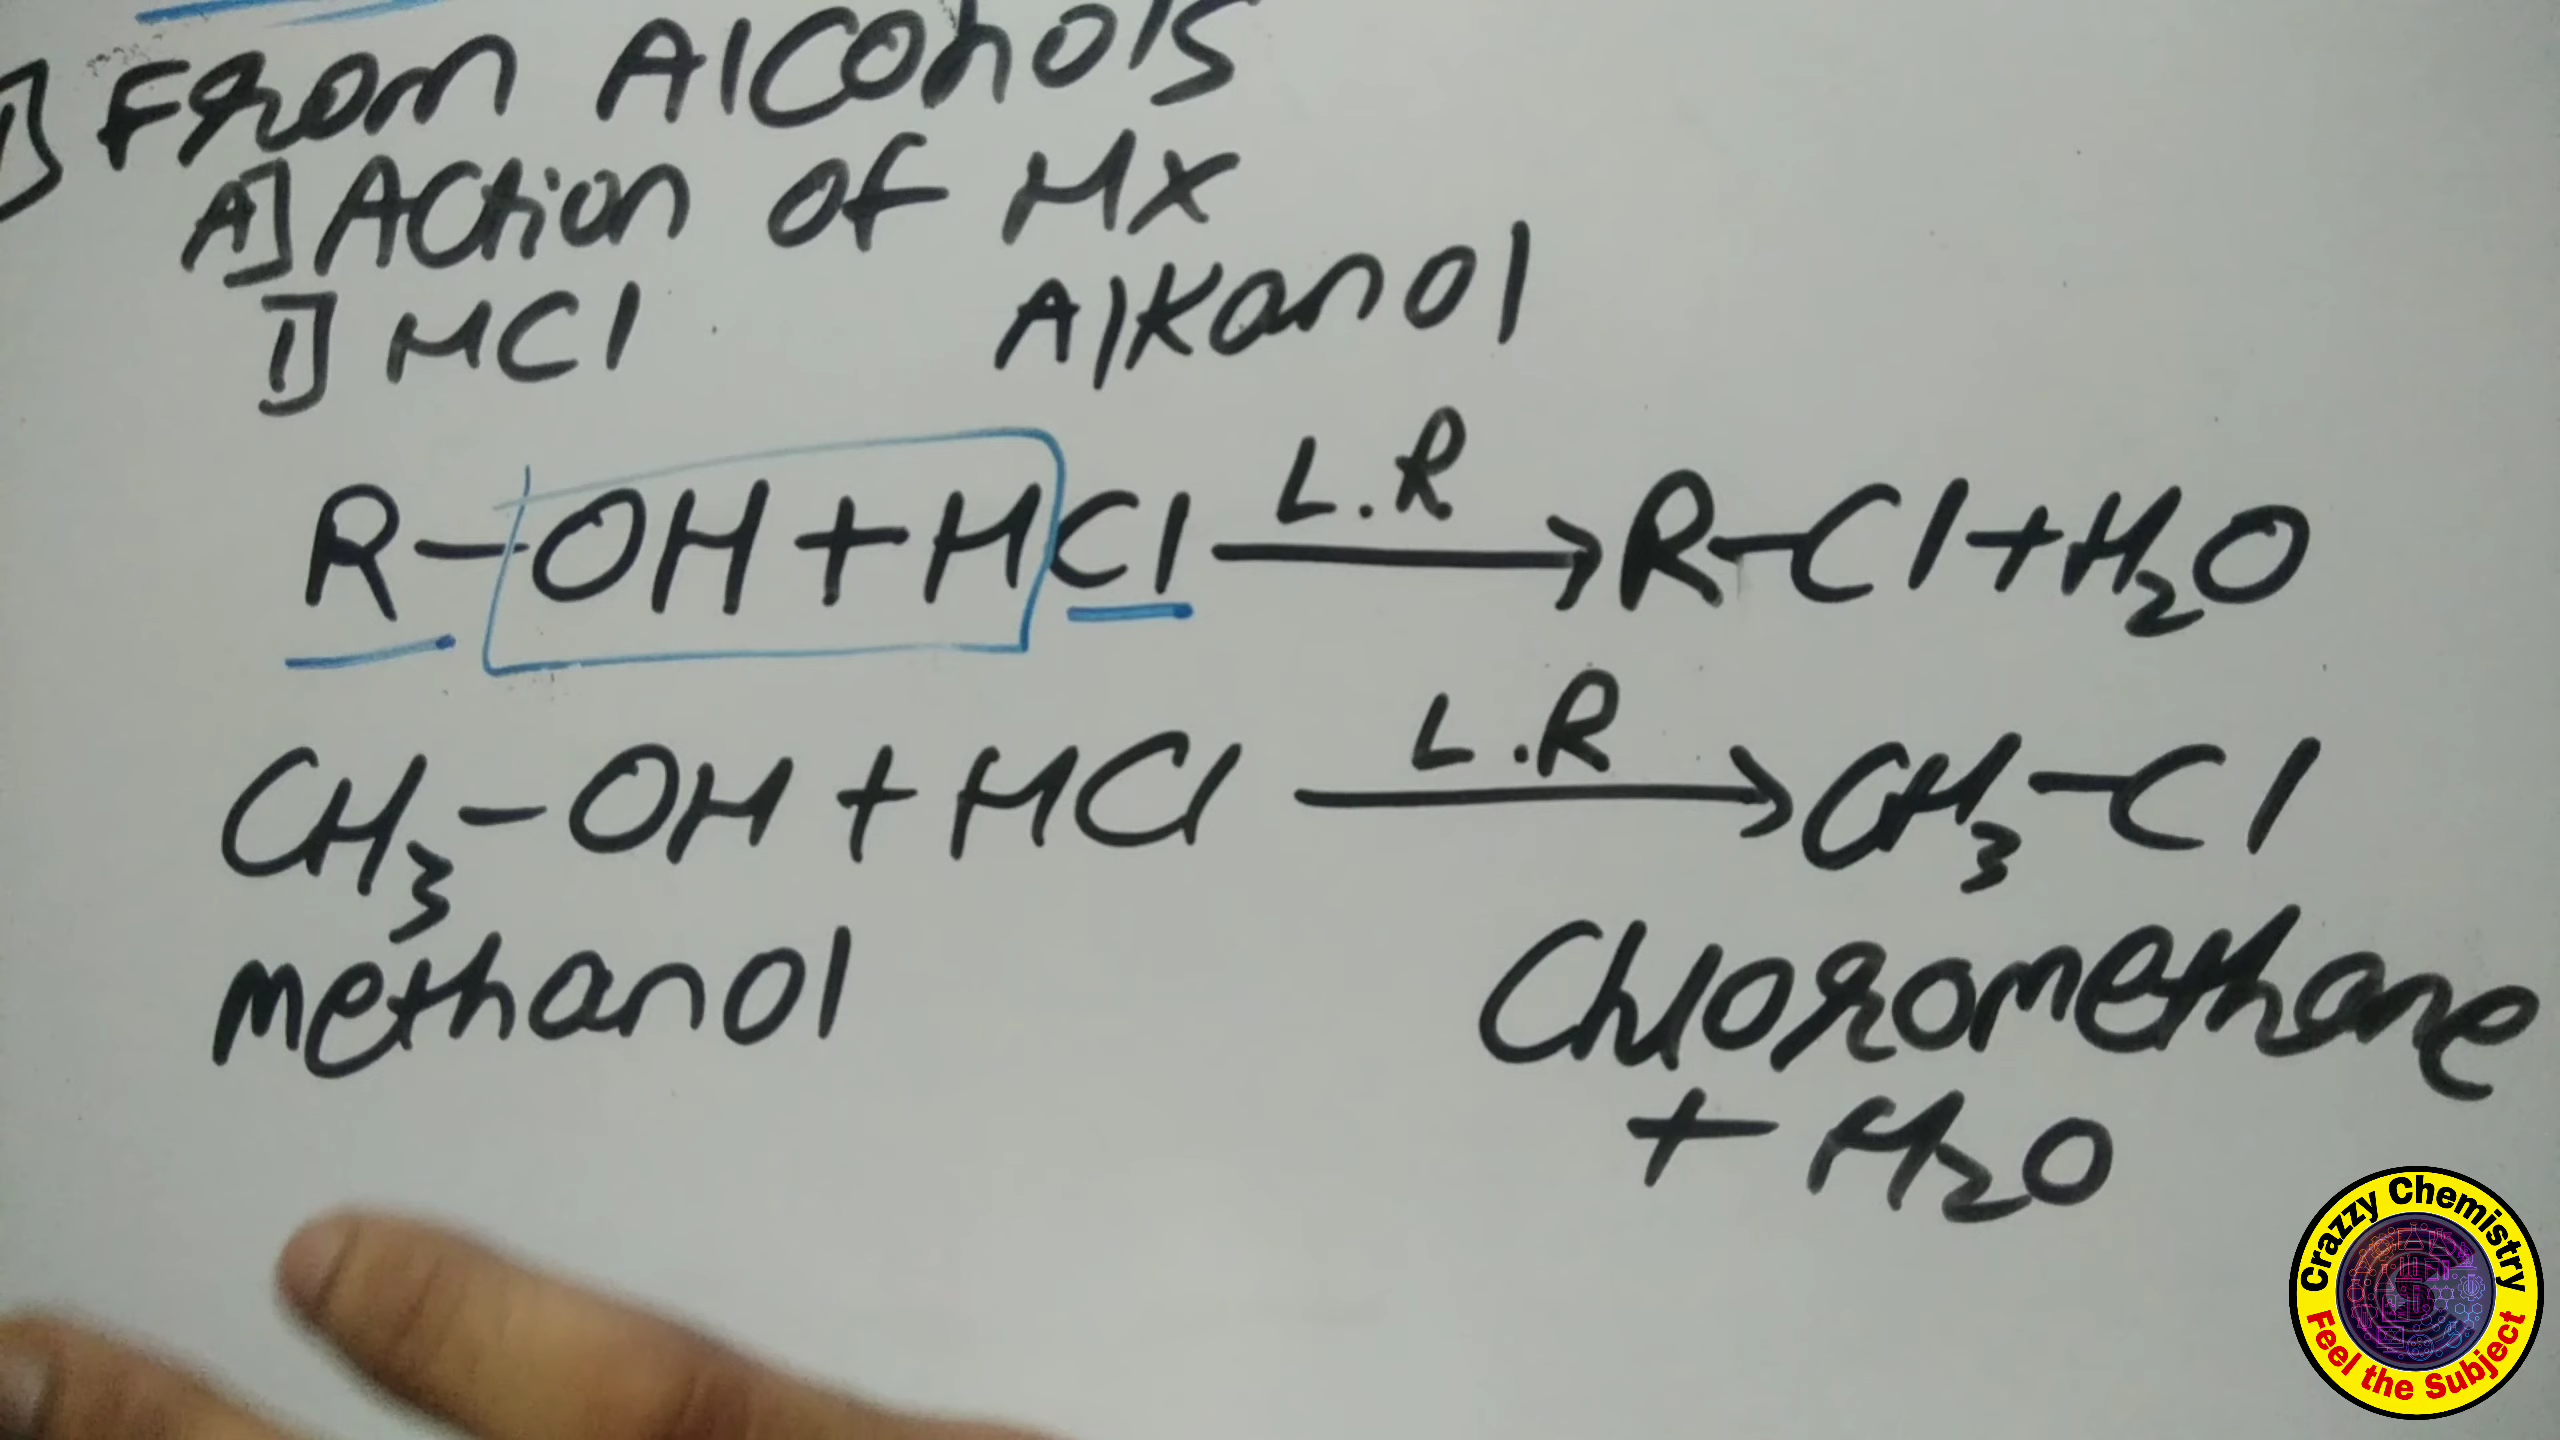 1] From Alcohols
A] Action of HX
I] HCl Alkanol
R-OH + HCl L.R → R-Cl + H₂O
CH₃-OH + HCl L.R → CH₃-Cl
methanol Chloromethane
+ H₂O
Crazzy Chemistry
Feel the Subject